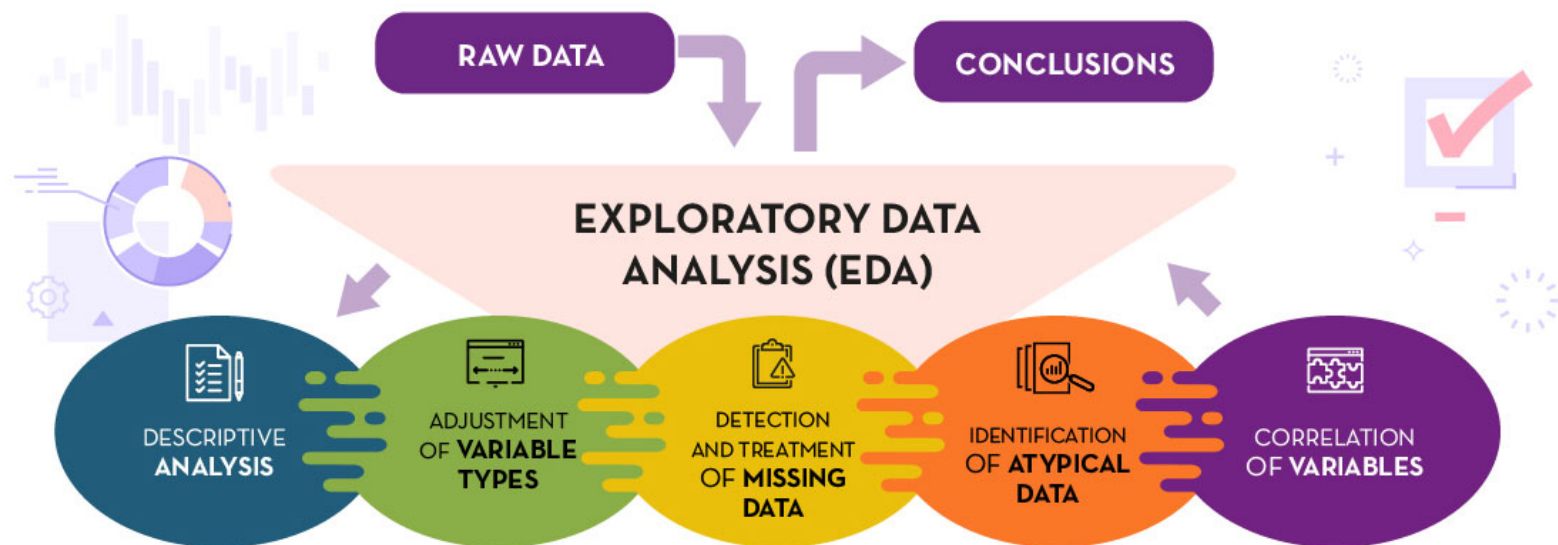 RAW DATA
CONCLUSIONS
EXPLORATORY DATA
ANALYSIS (EDA)
DESCRIPTIVE
ANALYSIS
ADJUSTMENT
OF VARIABLE
TYPES
DETECTION
AND TREATMENT
OF MISSING
DATA
IDENTIFICATION
OF ATYPICAL
DATA
CORRELATION
OF VARIABLES